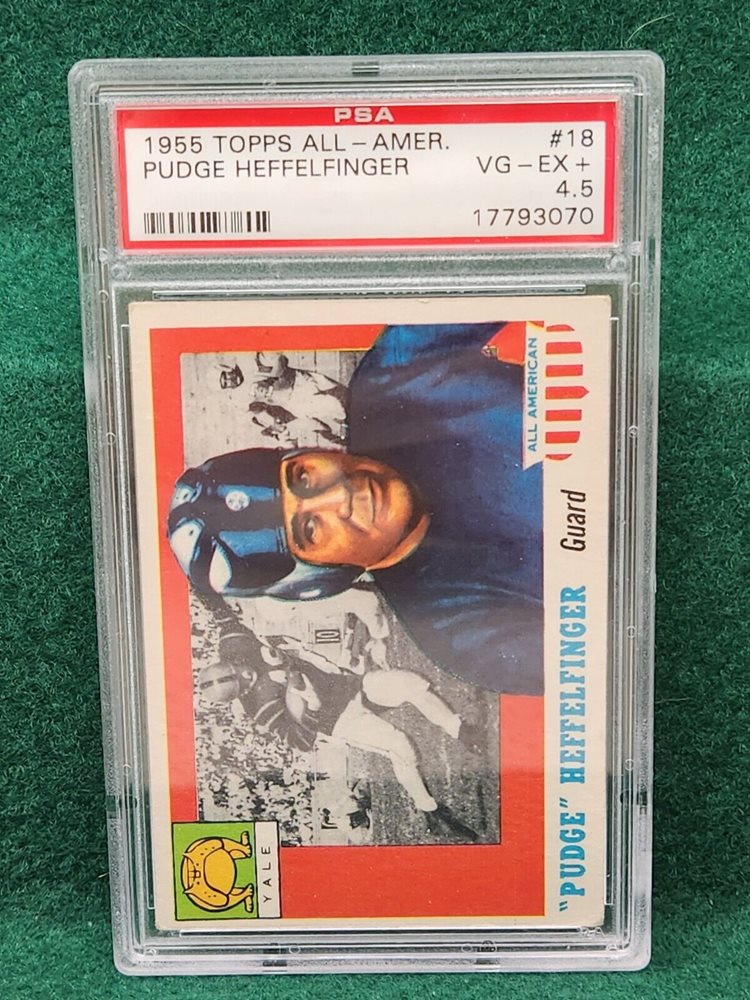 PSA
1955 TOPPS ALL-AMER. #18
PUDGE HEFFELFINGER VG-EX+
4.5
17793070
ALL AMERICAN
10
YALE
"PUDGE" HEFFELFINGER Guard